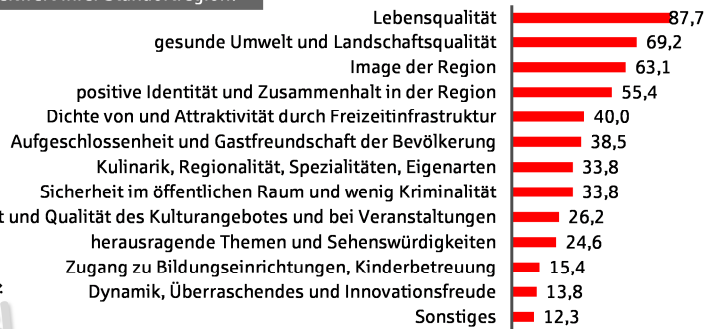 Standortregion?
Lebensqualität 87,7
gesunde Umwelt und Landschaftsqualität 69,2
Image der Region 63,1
positive Identität und Zusammenhalt in der Region 55,4
Dichte von und Attraktivität durch Freizeitinfrastruktur 40,0
Aufgeschlossenheit und Gastfreundschaft der Bevölkerung 38,5
Kulinarik, Regionalität, Spezialitäten, Eigenarten 33,8
Sicherheit im öffentlichen Raum und wenig Kriminalität 33,8
t und Qualität des Kulturangebotes und bei Veranstaltungen 26,2
herausragende Themen und Sehenswürdigkeiten 24,6
Zugang zu Bildungseinrichtungen, Kinderbetreuung 15,4
Dynamik, Überraschendes und Innovationsfreude 13,8
Sonstiges 12,3